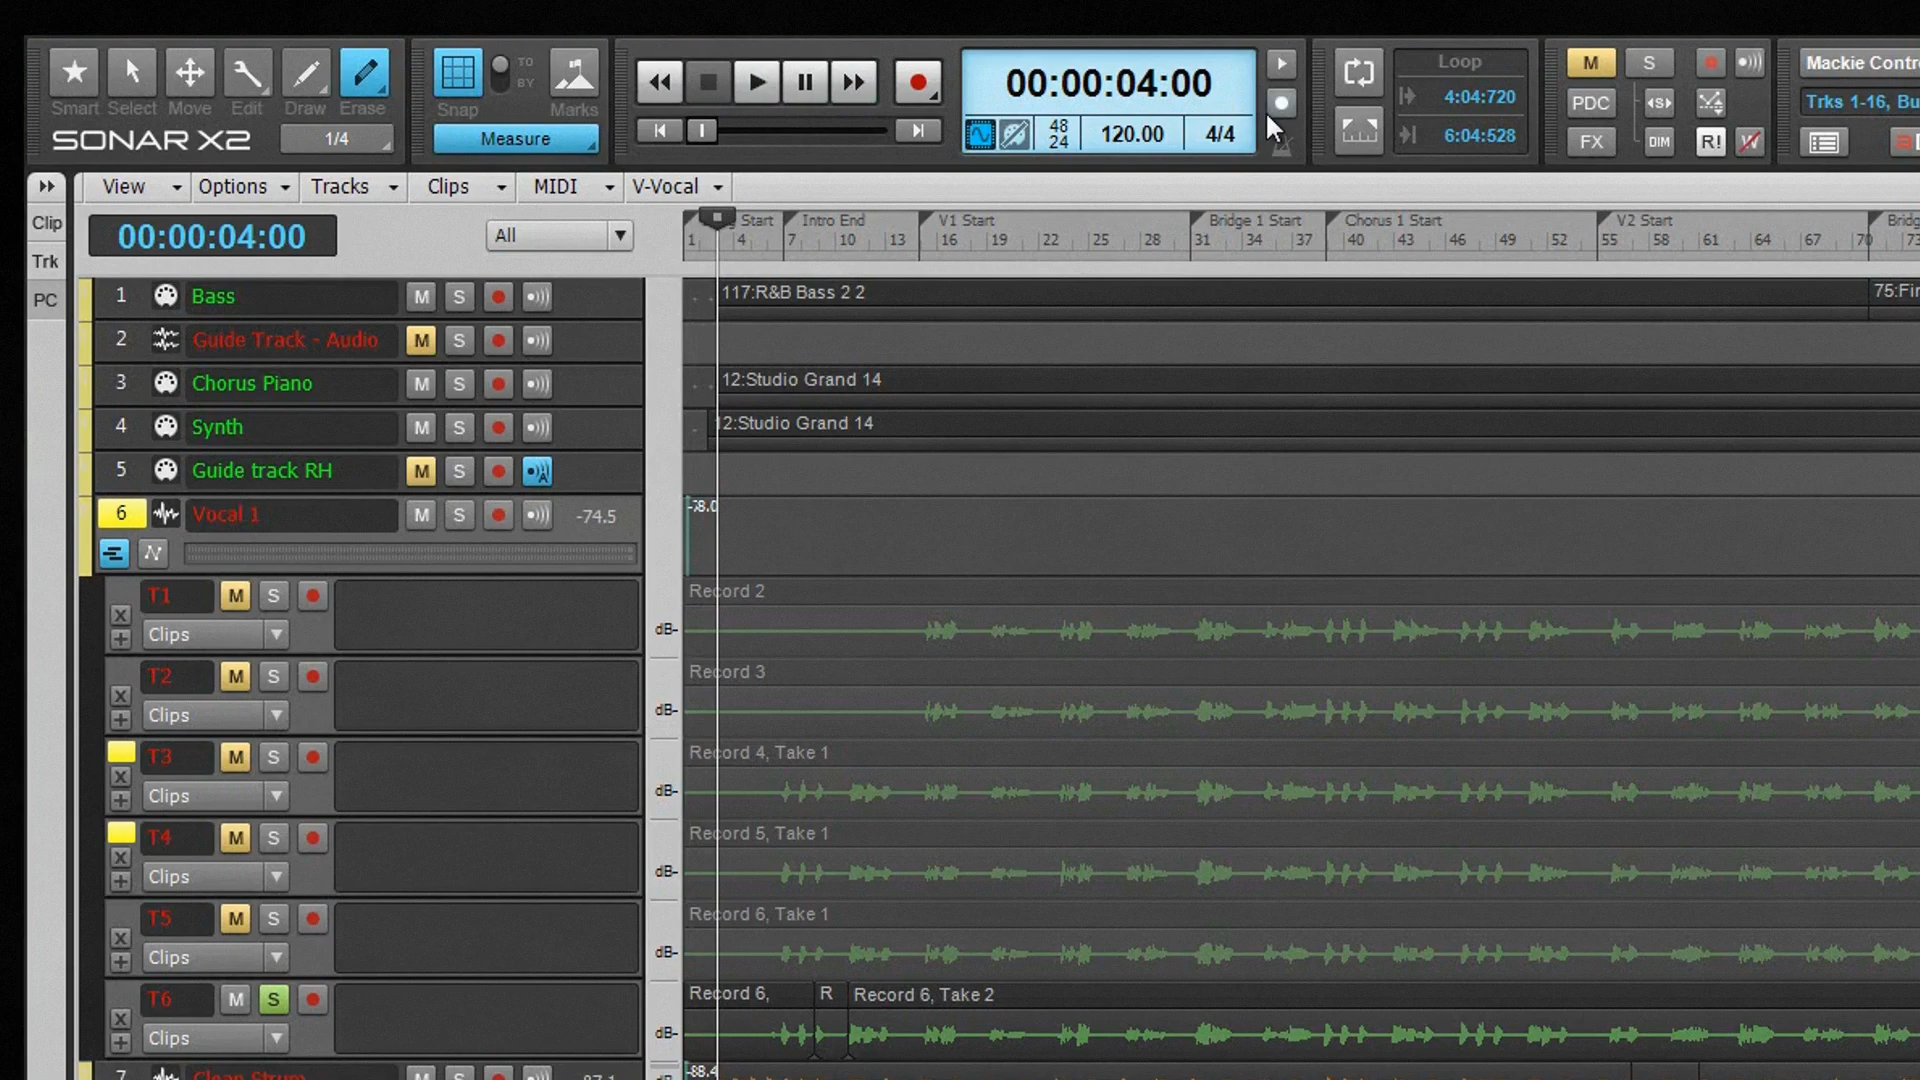 Smart Select Move Edit Draw Erase
SONAR X2
1/4
Snap
TO
BY
Marks
Measure
00:00:04:00
48
24
120.00
4/4
Loop
4:04:720
6:04:528
M S
PDC
FX DIM R!
Mackie Contro
Trks 1-16, Bu
View Options Tracks Clips MIDI V-Vocal
Clip
Trk
PC
00:00:04:00
All
Start Intro End V1 Start Bridge 1 Start Chorus 1 Start V2 Start Bridg
1 4 7 10 13 16 19 22 25 28 31 34 37 40 43 46 49 52 55 58 61 64 67 70 73
1 Bass M S
117:R&B Bass 2 2
75:Fi
2 Guide Track - Audio M S
3 Chorus Piano M S
12:Studio Grand 14
4 Synth M S
12:Studio Grand 14
5 Guide track RH M S A
6 Vocal 1 M S -74.5
T1 M S
Clips
Record 2
dB-
T2 M S
Clips
Record 3
dB-
T3 M S
Clips
Record 4, Take 1
dB-
T4 M S
Clips
Record 5, Take 1
dB-
T5 M S
Clips
Record 6, Take 1
dB-
T6 M S
Clips
Record 6, R Record 6, Take 2
dB-
7 Clean Strum M S -87.1
-88.4